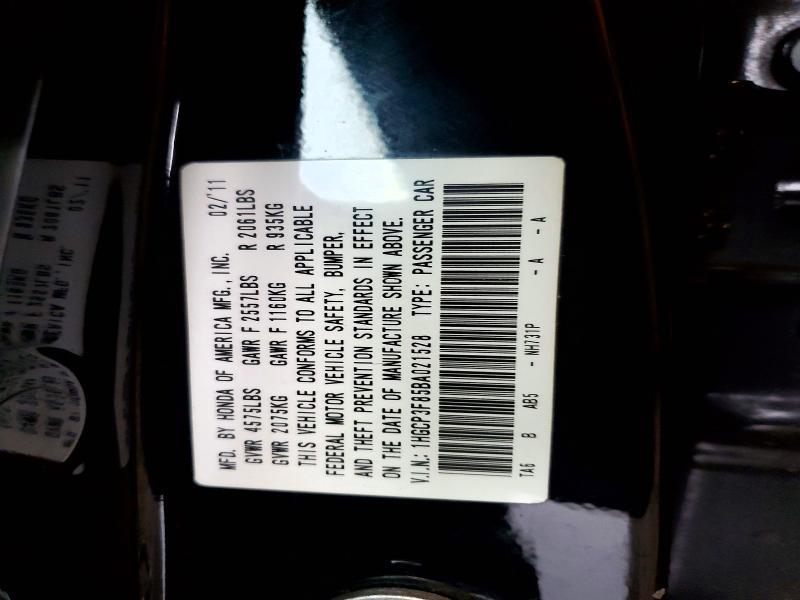 MFD. BY HONDA OF AMERICA MFG., INC. 02/'11
GVWR 4575LBS GAWR F 2557LBS R 2061LBS
GVWR 2075KG GAWR F 1160KG R 935KG
THIS VEHICLE CONFORMS TO ALL APPLICABLE
FEDERAL MOTOR VEHICLE SAFETY, BUMPER,
AND THEFT PREVENTION STANDARDS IN EFFECT
ON THE DATE OF MANUFACTURE SHOWN ABOVE.
V.I.N.: 1HGCP3F85BA021528 TYPE: PASSENGER CAR
TA6 B AB5 - NH731P - A - A